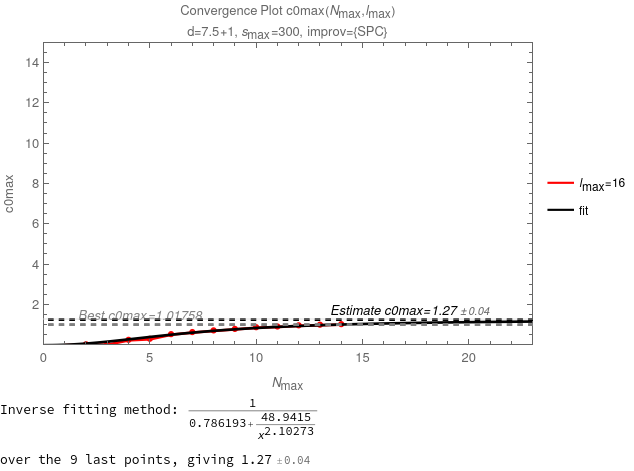 Convergence Plot c0max(Nmax,lmax)
d=7.5+1, smax=300, improv={SPC}
14
12
10
8
6
4
2
c0max
Best c0max=1.01758
Estimate c0max=1.27 ±0.04
0 5 10 15 20
Nmax
lmax=16
fit
Inverse fitting method: 1
0.786193+ 48.9415
x^2.10273
over the 9 last points, giving 1.27 ±0.04